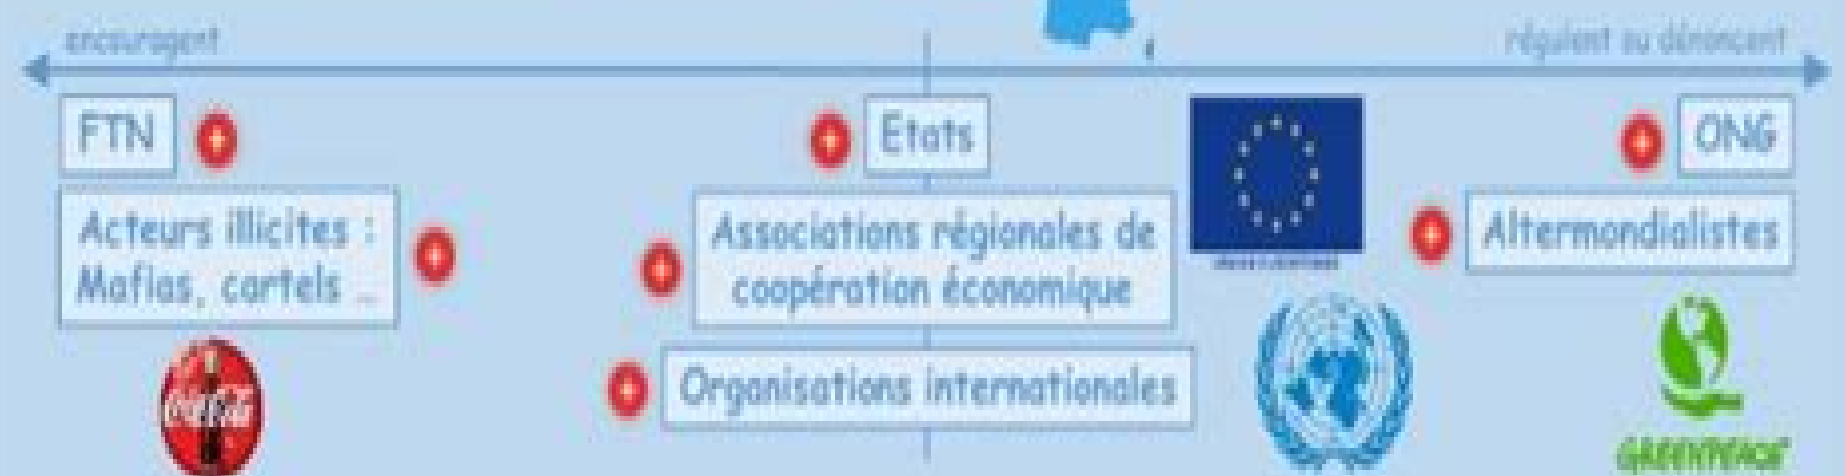 encouragent
régulent ou dénoncent
FTN
Etats
ONG
Acteurs illicites :
Mafias, cartels ...
Associations régionales de
coopération économique
Altermondialistes
Organisations internationales
Coca-Cola
GREENPEACE